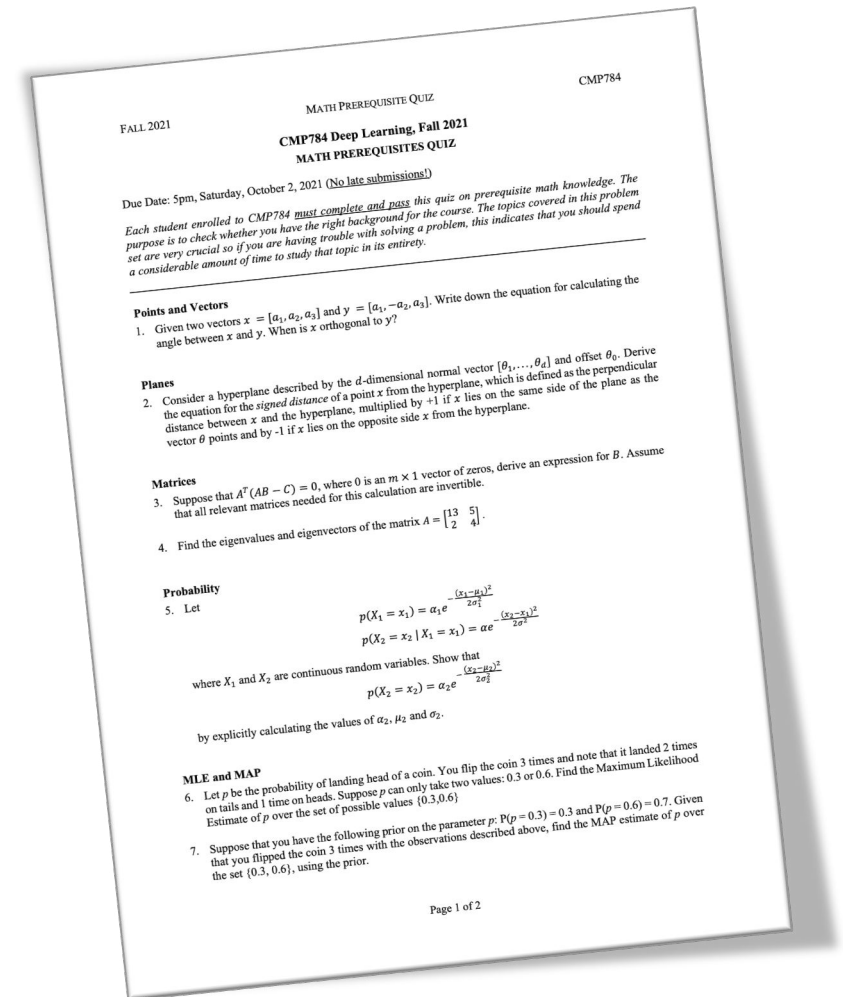 FALL 2021 MATH PREREQUISITE QUIZ CMP784
CMP784 Deep Learning, Fall 2021
MATH PREREQUISITES QUIZ
Due Date: 5pm, Saturday, October 2, 2021 (No late submissions!)
Each student enrolled to CMP784 must complete and pass this quiz on prerequisite math knowledge. The
purpose is to check whether you have the right background for the course. The topics covered in this problem
set are very crucial so if you are having trouble with solving a problem, this indicates that you should spend
a considerable amount of time to study that topic in its entirety.
Points and Vectors
1. Given two vectors x = [a₁, a₂, a₃] and y = [a₁, −a₂, a₃]. Write down the equation for calculating the
angle between x and y. When is x orthogonal to y?
Planes
2. Consider a hyperplane described by the d-dimensional normal vector [θ₁, …, θ_d] and offset θ₀. Derive
the equation for the signed distance of a point x from the hyperplane, which is defined as the perpendicular
distance between x and the hyperplane, multiplied by +1 if x lies on the same side of the plane as the
vector θ points and by -1 if x lies on the opposite side x from the hyperplane.
Matrices
3. Suppose that Aᵀ(AB − C) = 0, where 0 is an m × 1 vector of zeros, derive an expression for B. Assume
that all relevant matrices needed for this calculation are invertible.
4. Find the eigenvalues and eigenvectors of the matrix A = [13 5; 2 4].
Probability
5. Let
p(X₁ = x₁) = α₁e^{−(x₁−μ₁)²/2σ₁²}
p(X₂ = x₂ | X₁ = x₁) = αe^{−(x₂−x₁)²/2σ²}
where X₁ and X₂ are continuous random variables. Show that
p(X₂ = x₂) = α₂e^{−(x₂−μ₂)²/2σ₂²}
by explicitly calculating the values of α₂, μ₂ and σ₂.
MLE and MAP
6. Let p be the probability of landing head of a coin. You flip the coin 3 times and note that it landed 2 times
on tails and 1 time on heads. Suppose p can only take two values: 0.3 or 0.6. Find the Maximum Likelihood
Estimate of p over the set of possible values {0.3,0.6}
7. Suppose that you have the following prior on the parameter p: P(p = 0.3) = 0.3 and P(p = 0.6) = 0.7. Given
that you flipped the coin 3 times with the observations described above, find the MAP estimate of p over
the set {0.3, 0.6}, using the prior.
Page 1 of 2